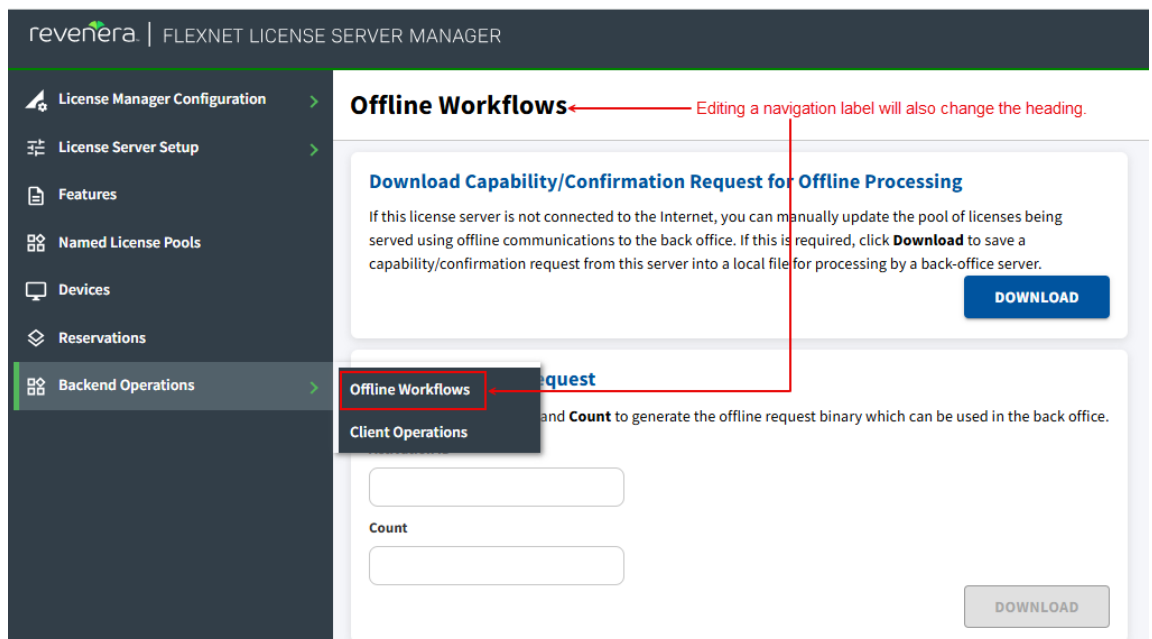 revenera. | FLEXNET LICENSE SERVER MANAGER
License Manager Configuration
License Server Setup
Features
Named License Pools
Devices
Reservations
Backend Operations
Offline Workflows
Client Operations
Offline Workflows
Editing a navigation label will also change the heading.
Download Capability/Confirmation Request for Offline Processing
If this license server is not connected to the Internet, you can manually update the pool of licenses being
served using offline communications to the back office. If this is required, click Download to save a
capability/confirmation request from this server into a local file for processing by a back-office server.
DOWNLOAD
equest
and Count to generate the offline request binary which can be used in the back office.
Count
DOWNLOAD